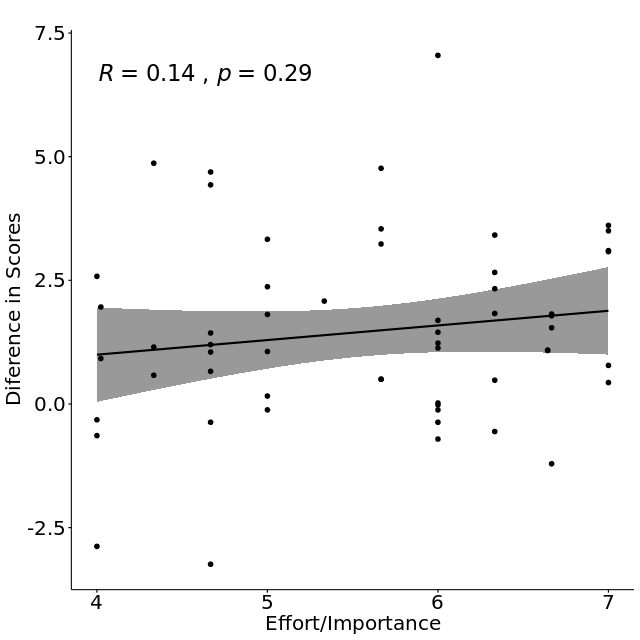 7.5
R = 0.14 , p = 0.29
5.0
2.5
0.0
-2.5
Diference in Scores
4 5 6 7
Effort/Importance